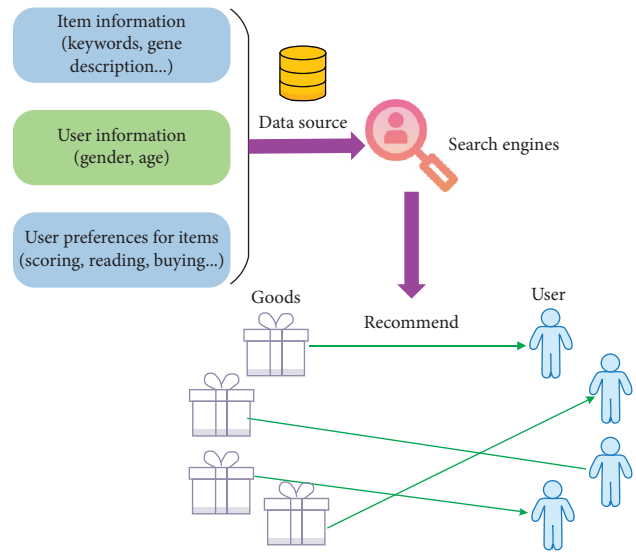 Item information
(keywords, gene
description...)
User information
(gender, age)
User preferences for items
(scoring, reading, buying...)
Data source
Search engines
Goods
Recommend
User